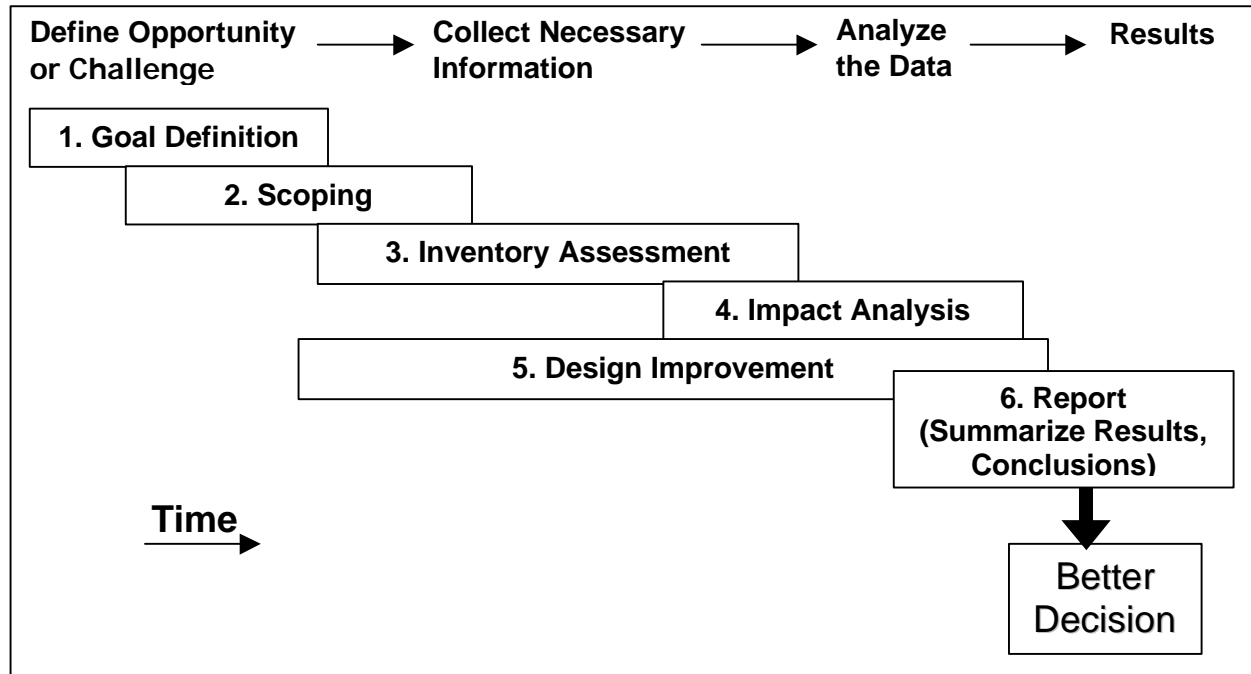 Define Opportunity
or Challenge
Collect Necessary
Information
Analyze
the Data
Results
1. Goal Definition
2. Scoping
3. Inventory Assessment
4. Impact Analysis
5. Design Improvement
6. Report
(Summarize Results,
Conclusions)
Time
Better
Decision